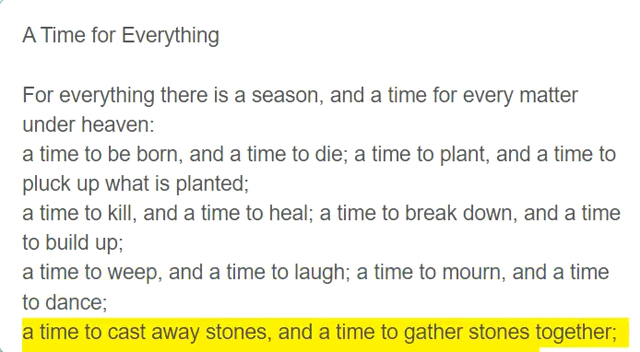 A Time for Everything
For everything there is a season, and a time for every matter
under heaven:
a time to be born, and a time to die; a time to plant, and a time to
pluck up what is planted;
a time to kill, and a time to heal; a time to break down, and a time
to build up;
a time to weep, and a time to laugh; a time to mourn, and a time
to dance;
a time to cast away stones, and a time to gather stones together;